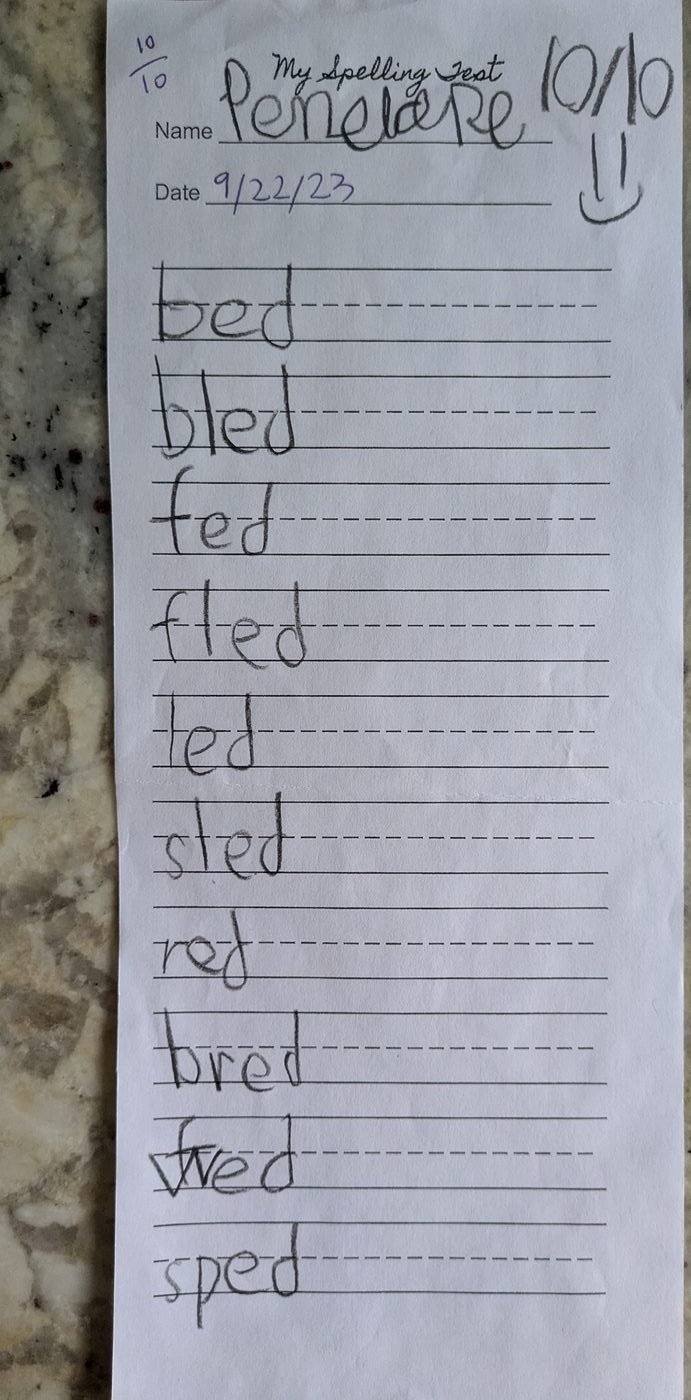 10/10
My Spelling Test
10/10
Name Penelope
Date 9/22/23
bed
bled
fed
fled
led
sled
red
bred
fred
sped